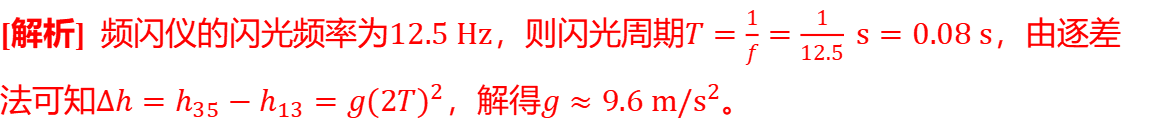 [解析] 频闪仪的闪光频率为12.5 Hz，则闪光周期T = 1/f = 1/12.5 s = 0.08 s，由逐差
法可知Δh = h₃₅ − h₁₃ = g(2T)²，解得g ≈ 9.6 m/s²。